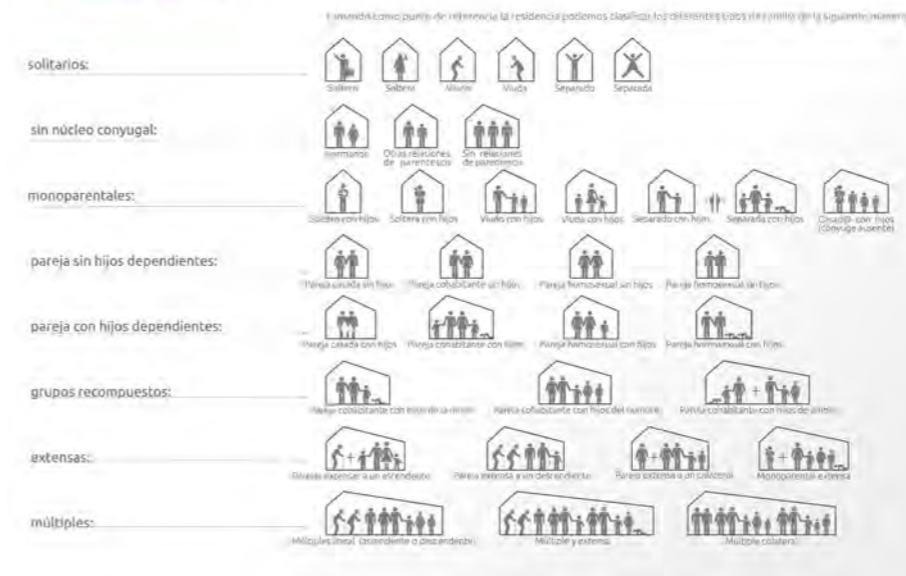 Tomando como punto de referencia la residencia podemos clasificar los diferentes tipos de familia de la siguiente manera
solitarios:
Soltero Soltera Viudo Viuda Separado Separada
sin núcleo conyugal:
Hermanos Otras relaciones de parentesco Sin relaciones de parentesco
monoparentales:
Soltero con hijos Soltera con hijos Viudo con hijos Viuda con hijos Separado con hijos Separada con hijos Casad@ con hijos (cónyuge ausente)
pareja sin hijos dependientes:
Pareja casada sin hijos Pareja cohabitante sin hijos Pareja homosexual sin hijos Pareja homosexual sin hijos
pareja con hijos dependientes:
Pareja casada con hijos Pareja cohabitante con hijos Pareja homosexual con hijos Pareja homosexual con hijos
grupos recompuestos:
Pareja cohabitante con hijos de la mujer Pareja cohabitante con hijos del hombre Pareja cohabitante con hijos de ambos
extensas:
Pareja extensa a un ascendente Pareja extensa a un descendiente Pareja extensa a un colateral Monoparental extensa
múltiples:
Múltiples lineal (ascendente o descendente) Múltiple y extensa Múltiple colateral